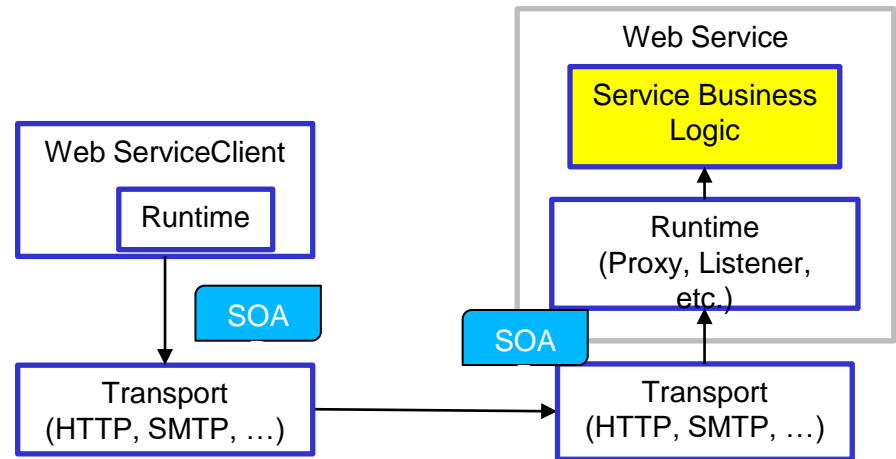 Web Service
Service Business
Logic
Web ServiceClient
Runtime
Runtime
(Proxy, Listener,
etc.)
SOA
SOA
Transport
(HTTP, SMTP, …)
Transport
(HTTP, SMTP, …)